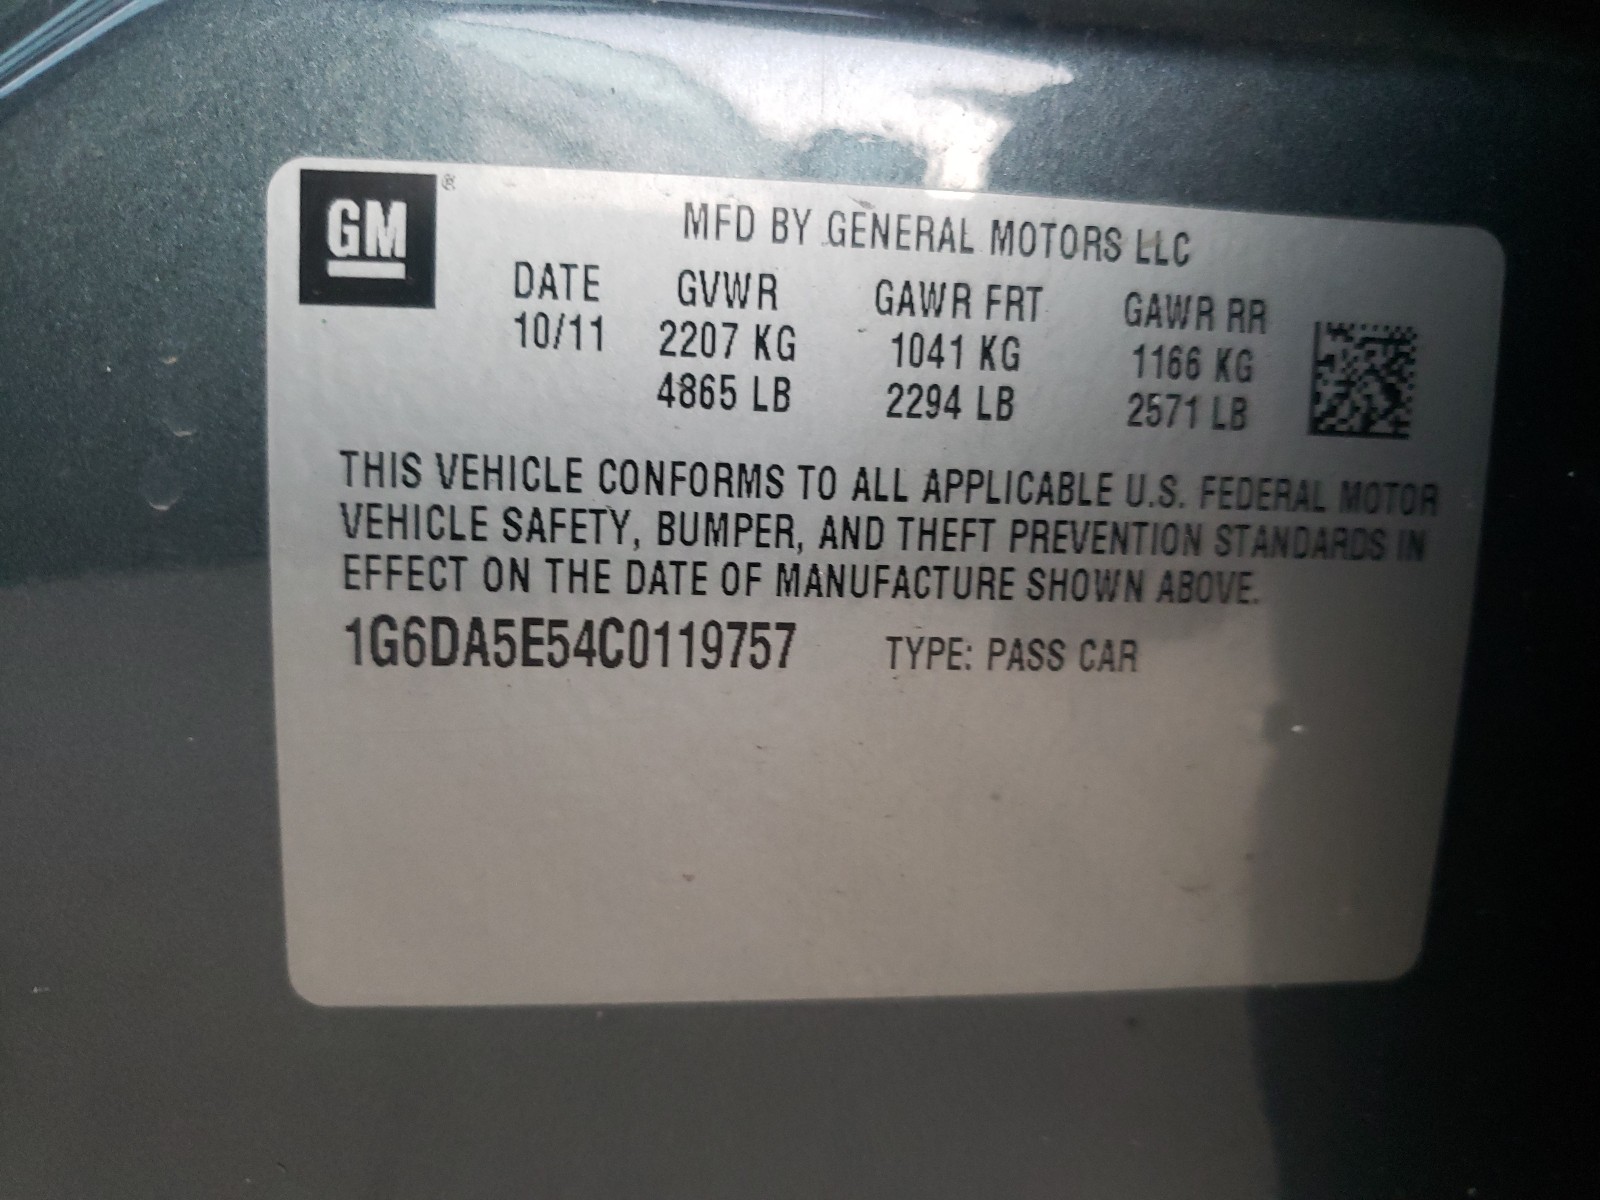 GM ®
MFD BY GENERAL MOTORS LLC
DATE GVWR GAWR FRT GAWR RR
10/11 2207 KG 1041 KG 1166 KG
4865 LB 2294 LB 2571 LB
THIS VEHICLE CONFORMS TO ALL APPLICABLE U.S. FEDERAL MOTOR
VEHICLE SAFETY, BUMPER, AND THEFT PREVENTION STANDARDS IN
EFFECT ON THE DATE OF MANUFACTURE SHOWN ABOVE.
1G6DA5E54C0119757 TYPE: PASS CAR